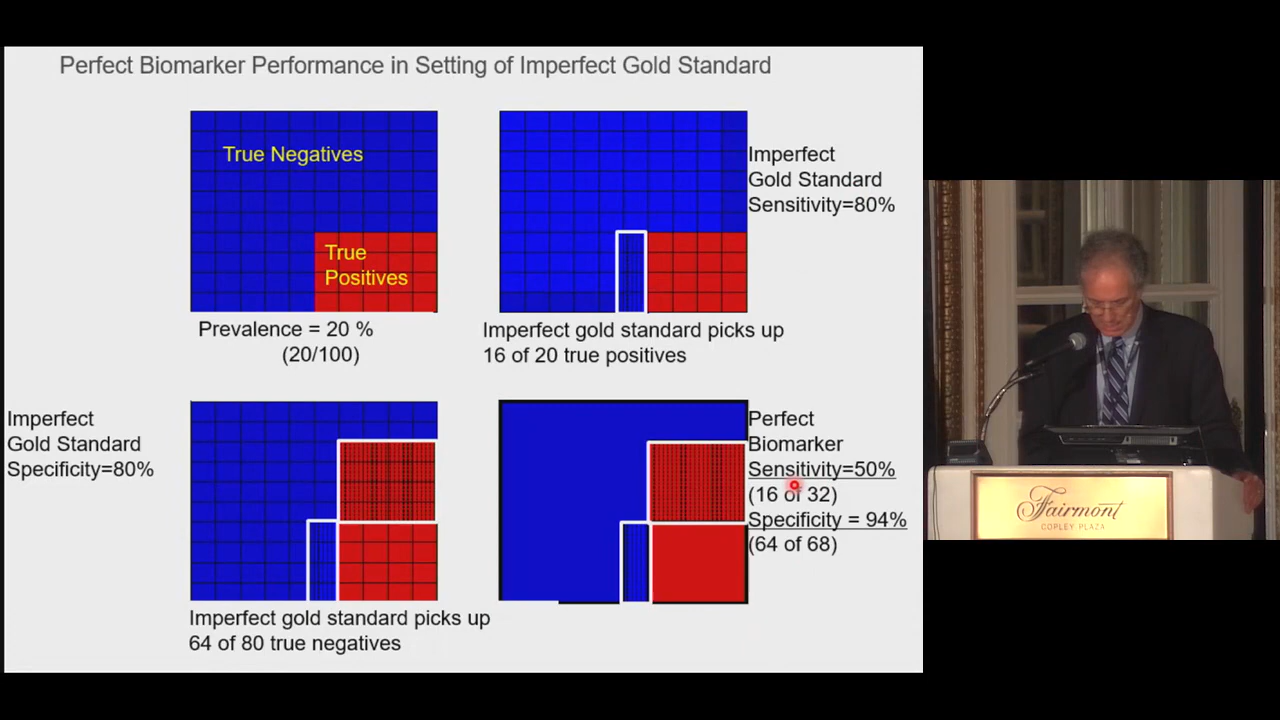 Perfect Biomarker Performance in Setting of Imperfect Gold Standard
True Negatives
True
Positives
Prevalence = 20 %
(20/100)
Imperfect
Gold Standard
Sensitivity=80%
Imperfect gold standard picks up
16 of 20 true positives
Imperfect
Gold Standard
Specificity=80%
Imperfect gold standard picks up
64 of 80 true negatives
Perfect
Biomarker
Sensitivity=50%
(16 of 32)
Specificity = 94%
(64 of 68)
Fairmont
COPLEY PLAZA